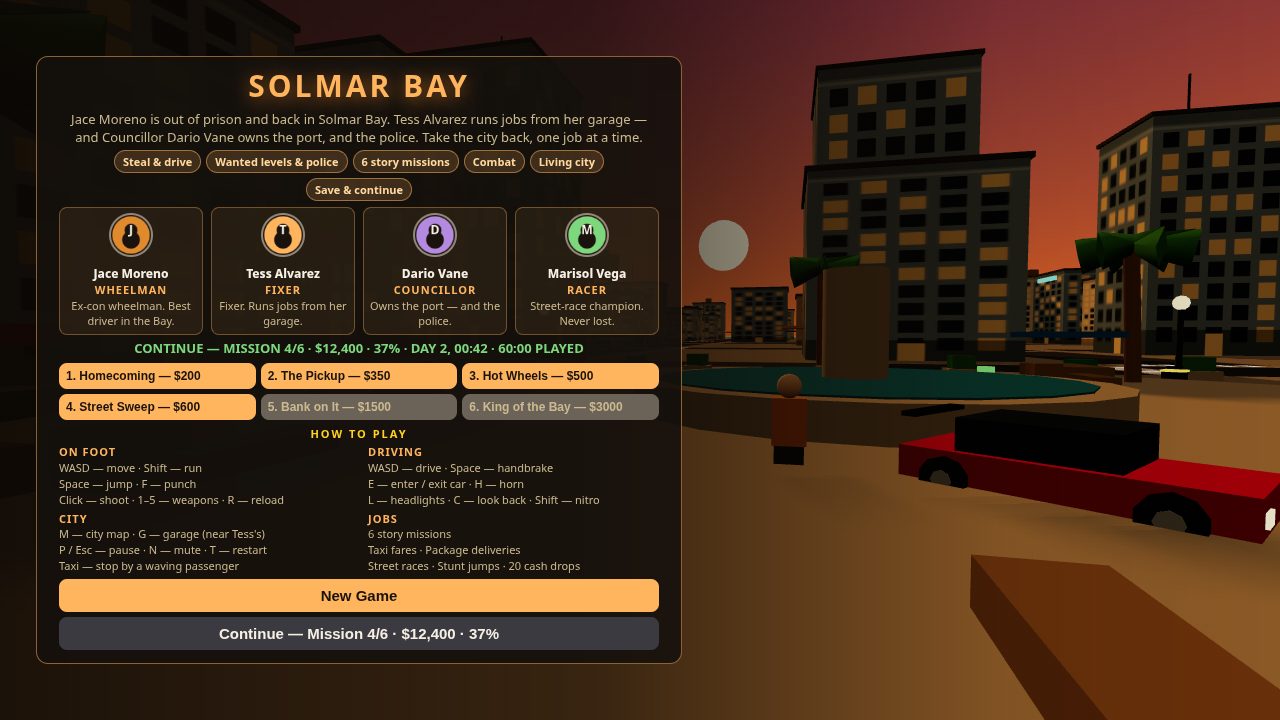 SOLMAR BAY
Jace Moreno is out of prison and back in Solmar Bay. Tess Alvarez runs jobs from her garage —
and Councillor Dario Vane owns the port, and the police. Take the city back, one job at a time.
Steal & drive
Wanted levels & police
6 story missions
Combat
Living city
Save & continue
J
Jace Moreno
WHEELMAN
Ex-con wheelman. Best
driver in the Bay.
T
Tess Alvarez
FIXER
Fixer. Runs jobs from her
garage.
D
Dario Vane
COUNCILLOR
Owns the port — and the
police.
M
Marisol Vega
RACER
Street-race champion.
Never lost.
CONTINUE — MISSION 4/6 · $12,400 · 37% · DAY 2, 00:42 · 60:00 PLAYED
1. Homecoming — $200
2. The Pickup — $350
3. Hot Wheels — $500
4. Street Sweep — $600
5. Bank on It — $1500
6. King of the Bay — $3000
HOW TO PLAY
ON FOOT
WASD — move · Shift — run
Space — jump · F — punch
Click — shoot · 1–5 — weapons · R — reload
DRIVING
WASD — drive · Space — handbrake
E — enter / exit car · H — horn
L — headlights · C — look back · Shift — nitro
CITY
M — city map · G — garage (near Tess's)
P / Esc — pause · N — mute · T — restart
Taxi — stop by a waving passenger
JOBS
6 story missions
Taxi fares · Package deliveries
Street races · Stunt jumps · 20 cash drops
New Game
Continue — Mission 4/6 · $12,400 · 37%